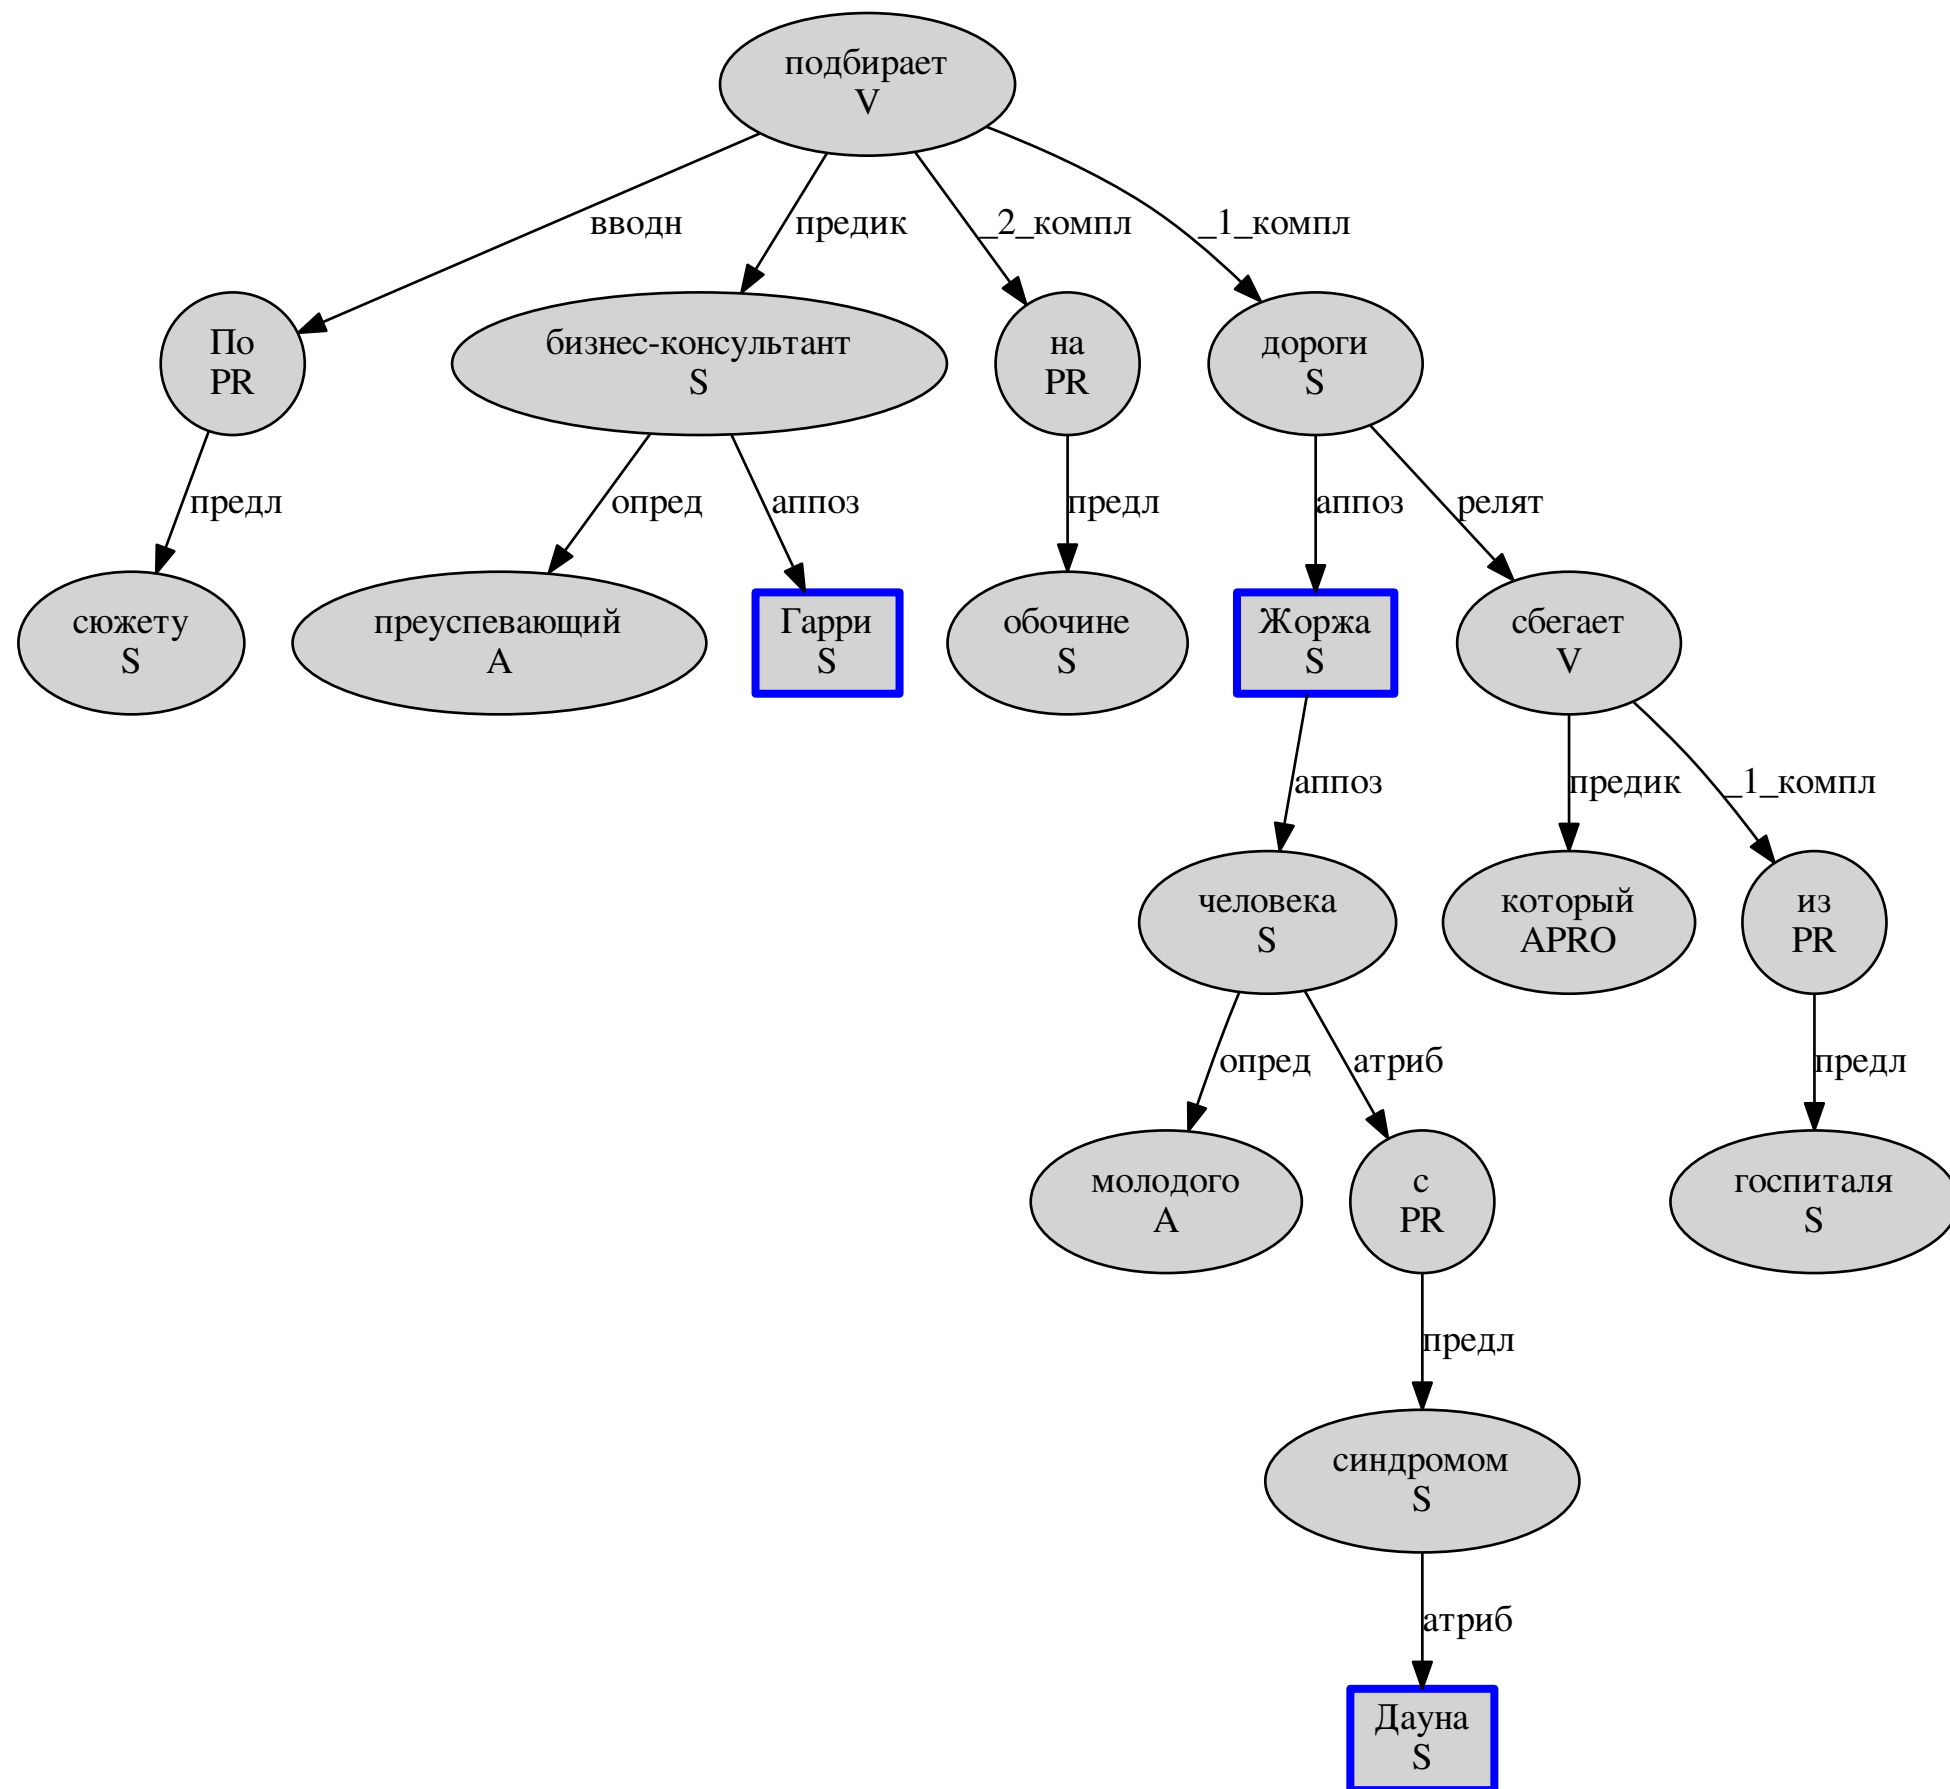 подбирает
V
вводн
предик
_2_компл
_1_компл
По
PR
бизнес-консультант
S
на
PR
дороги
S
предл
опред
аппоз
предл
аппоз
релят
сюжету
S
преуспевающий
A
Гарри
S
обочине
S
Жоржа
S
сбегает
V
аппоз
предик
_1_компл
человека
S
который
APRO
из
PR
опред
атриб
предл
молодого
A
с
PR
госпиталя
S
предл
синдромом
S
атриб
Дауна
S